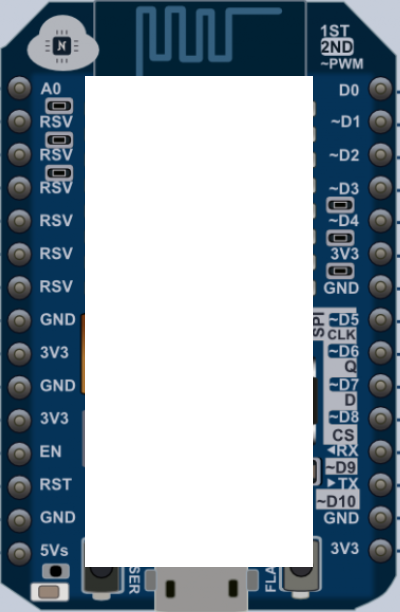 N
1ST
2ND
~PWM
A0
RSV
RSV
RSV
RSV
RSV
RSV
GND
3V3
GND
3V3
EN
RST
GND
5Vs
D0
~D1
~D2
~D3
~D4
3V3
GND
SPI
~D5
CLK
~D6
Q
~D7
D
~D8
CS
◄RX
~D9
►TX
~D10
GND
3V3
SER
FLA